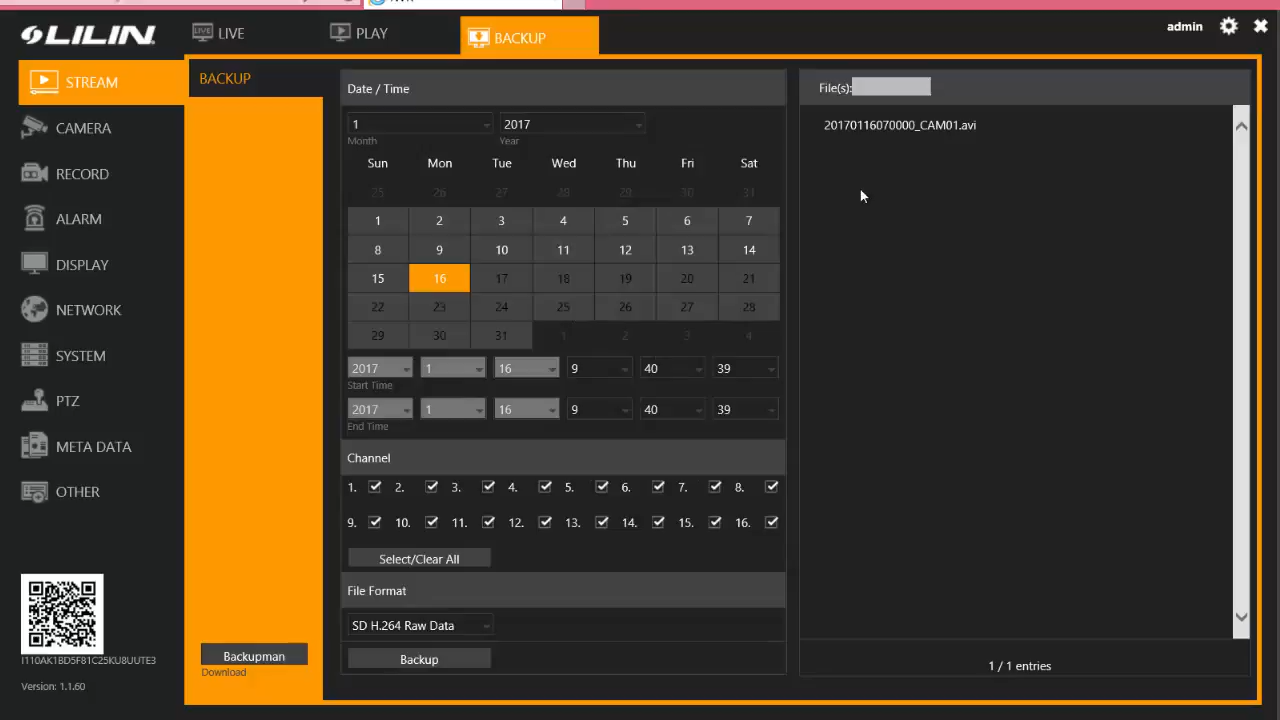 LILIN.
LIVE
PLAY
BACKUP
admin
STREAM
CAMERA
RECORD
ALARM
DISPLAY
NETWORK
SYSTEM
PTZ
META DATA
OTHER
I110AK1BD5F81C25KU8UUTE3
Version: 1.1.60
BACKUP
Backupman
Download
Date / Time
1 2017
Month Year
Sun Mon Tue Wed Thu Fri Sat
25 26 27 28 29 30 31
1 2 3 4 5 6 7
8 9 10 11 12 13 14
15 16 17 18 19 20 21
22 23 24 25 26 27 28
29 30 31 1 2 3 4
2017 1 16 9 40 39
Start Time
2017 1 16 9 40 39
End Time
Channel
1. 2. 3. 4. 5. 6. 7. 8.
9. 10. 11. 12. 13. 14. 15. 16.
Select/Clear All
File Format
SD H.264 Raw Data
Backup
File(s):
20170116070000_CAM01.avi
1 / 1 entries